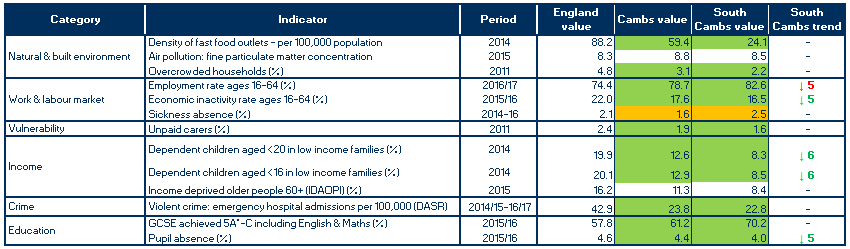 Category Indicator Period England value Cambs value South Cambs value South Cambs trend
Natural & built environment
Density of fast food outlets - per 100,000 population 2014 88.2 59.4 24.1 -
Air pollution: fine particulate matter concentration 2015 8.3 8.8 8.5 -
Overcrowded households (%) 2011 4.8 3.1 2.2 -
Work & labour market
Employment rate ages 16-64 (%) 2016/17 74.4 78.7 82.6 ↓ 5
Economic inactivity rate ages 16-64 (%) 2015/16 22.0 17.6 16.5 ↓ 5
Sickness absence (%) 2014-16 2.1 1.6 2.5 -
Vulnerability Unpaid carers (%) 2011 2.4 1.9 1.6 -
Income
Dependent children aged <20 in low income families (%) 2014 19.9 12.6 8.3 ↓ 6
Dependent children aged <16 in low income families (%) 2014 20.1 12.9 8.5 ↓ 6
Income deprived older people 60+ (IDAOPI) (%) 2015 16.2 11.3 8.4 -
Crime Violent crime: emergency hospital admissions per 100,000 (DASR) 2014/15-16/17 42.9 23.8 22.8 -
Education
GCSE achieved 5A*-C including English & Maths (%) 2015/16 57.8 61.2 70.2 -
Pupil absence (%) 2015/16 4.6 4.4 4.0 ↓ 5